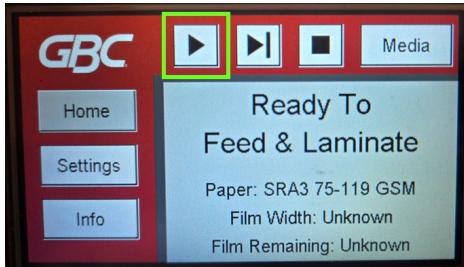 GBC
Media
Home
Settings
Info
Ready To
Feed & Laminate
Paper: SRA3 75-119 GSM
Film Width: Unknown
Film Remaining: Unknown